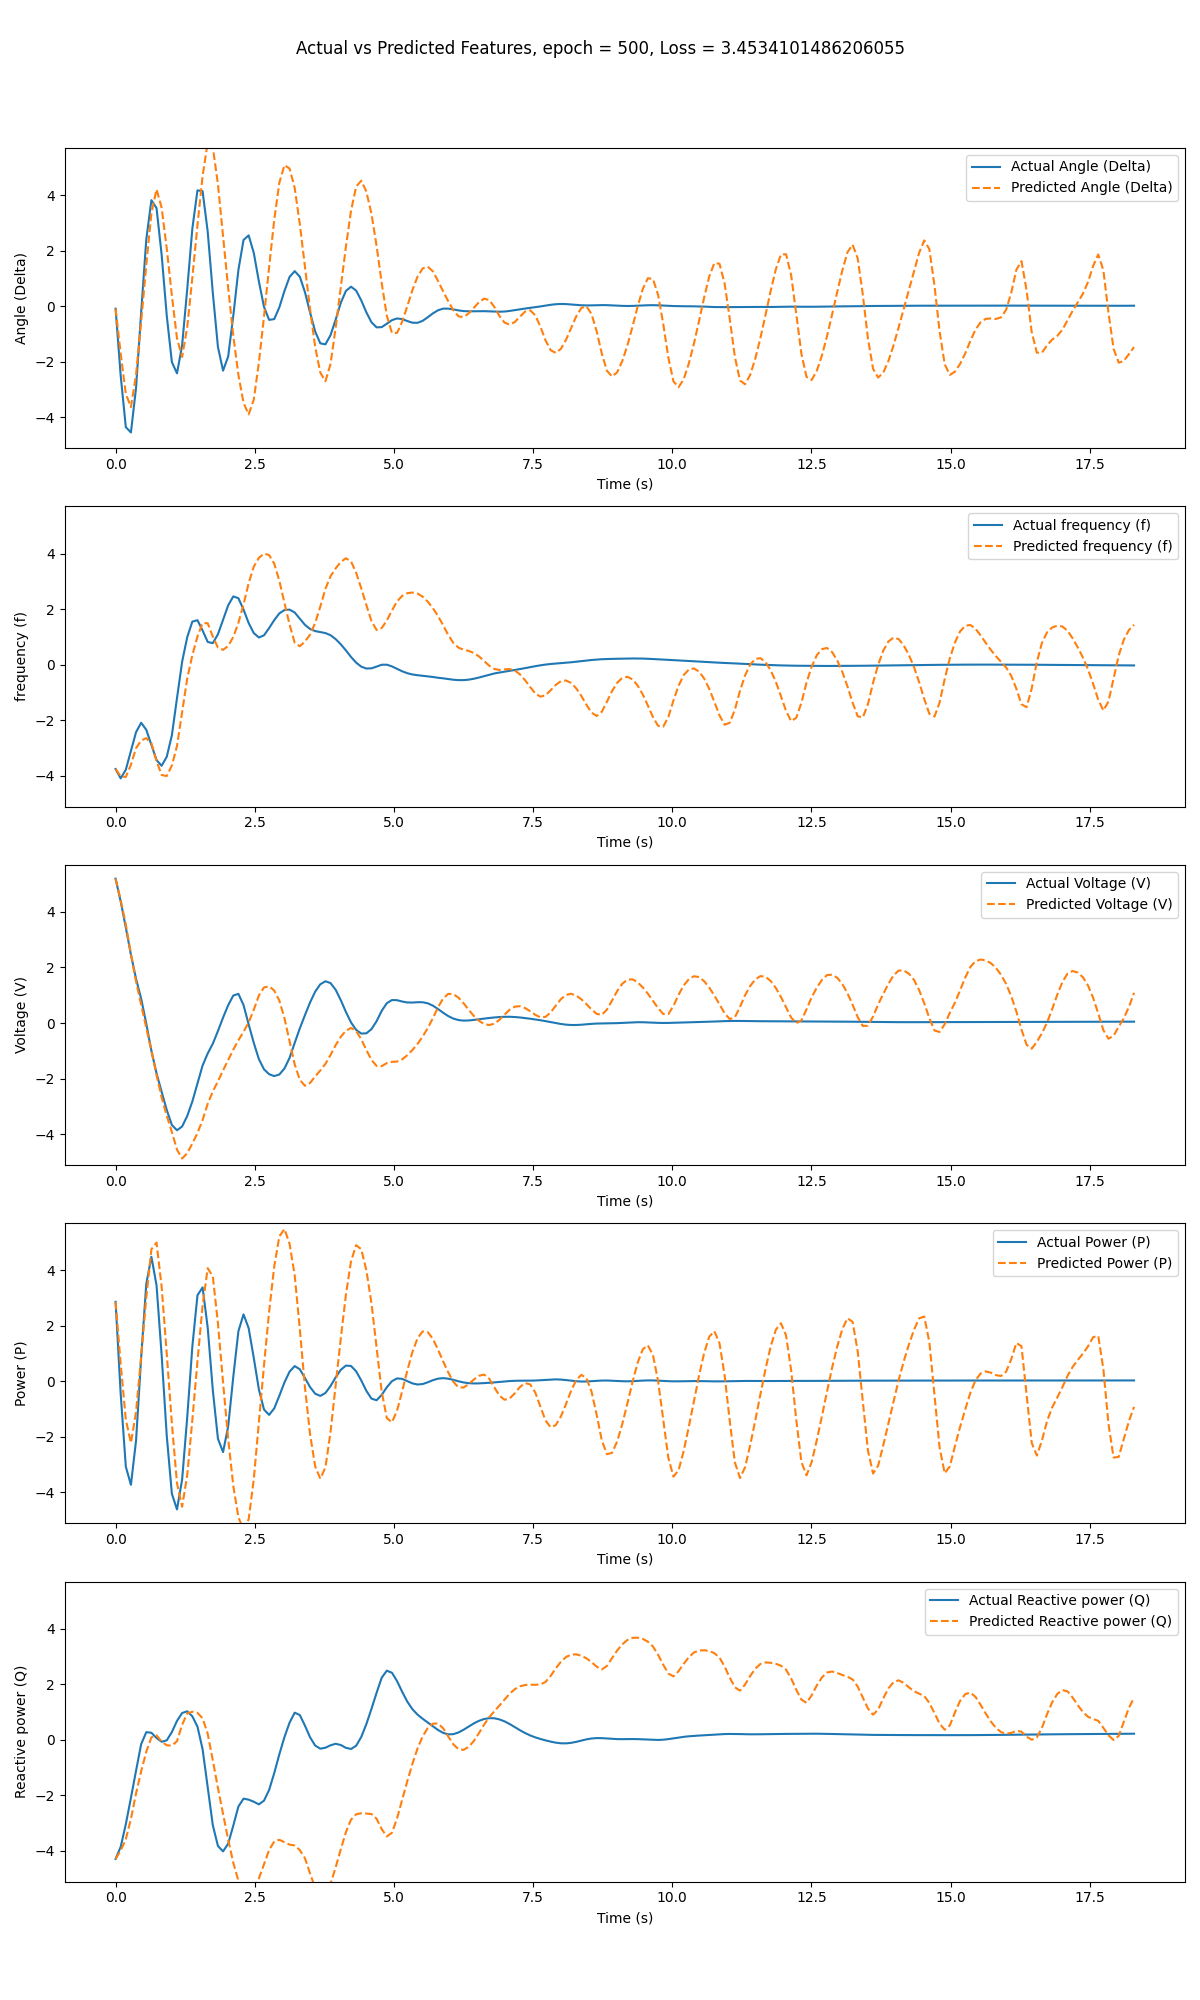 Actual vs Predicted Features, epoch = 500, Loss = 3.4534101486206055
Actual Angle (Delta)
Predicted Angle (Delta)
Angle (Delta)
4
2
0
−2
−4
0.0 2.5 5.0 7.5 10.0 12.5 15.0 17.5
Time (s)
Actual frequency (f)
Predicted frequency (f)
frequency (f)
4
2
0
−2
−4
0.0 2.5 5.0 7.5 10.0 12.5 15.0 17.5
Time (s)
Actual Voltage (V)
Predicted Voltage (V)
Voltage (V)
4
2
0
−2
−4
0.0 2.5 5.0 7.5 10.0 12.5 15.0 17.5
Time (s)
Actual Power (P)
Predicted Power (P)
Power (P)
4
2
0
−2
−4
0.0 2.5 5.0 7.5 10.0 12.5 15.0 17.5
Time (s)
Actual Reactive power (Q)
Predicted Reactive power (Q)
Reactive power (Q)
4
2
0
−2
−4
0.0 2.5 5.0 7.5 10.0 12.5 15.0 17.5
Time (s)